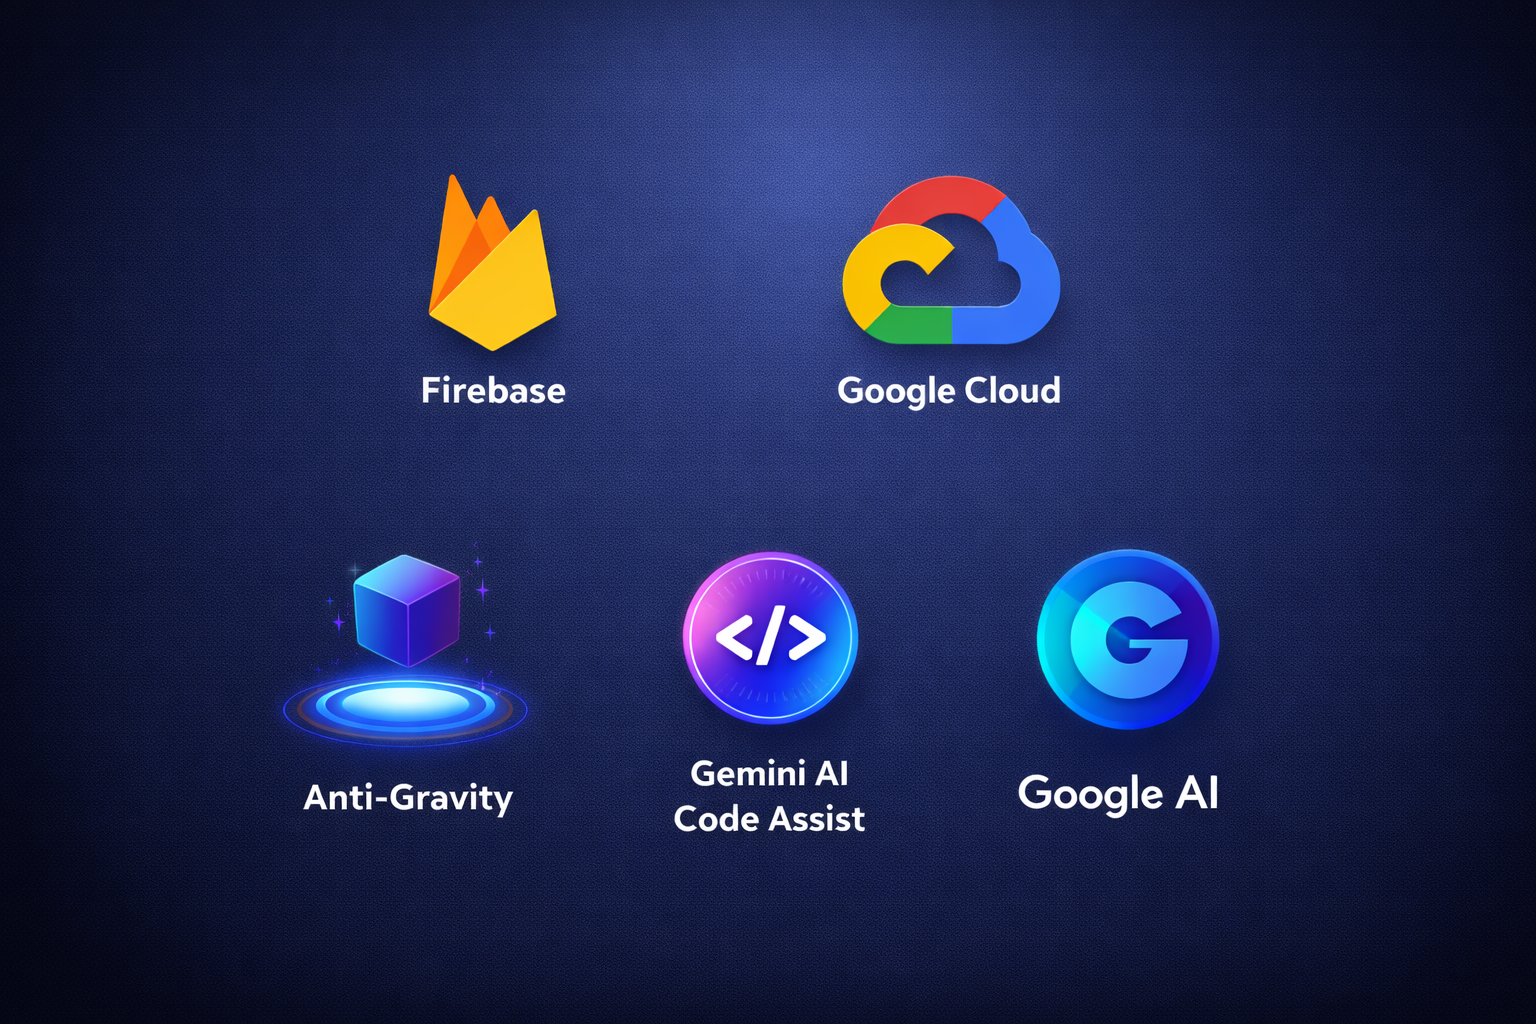 Firebase
Google Cloud
</>
Anti-Gravity
Gemini AI
Code Assist
G
Google AI